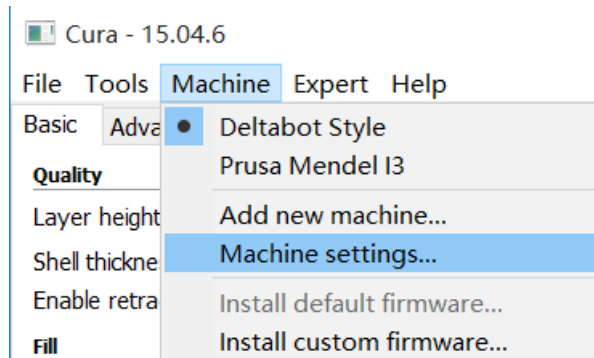 Cura - 15.04.6
File Tools Machine Expert Help
Basic Adva
Deltabot Style
Quality
Prusa Mendel I3
Layer height
Add new machine...
Shell thickne
Machine settings...
Enable retra
Install default firmware...
Fill
Install custom firmware...